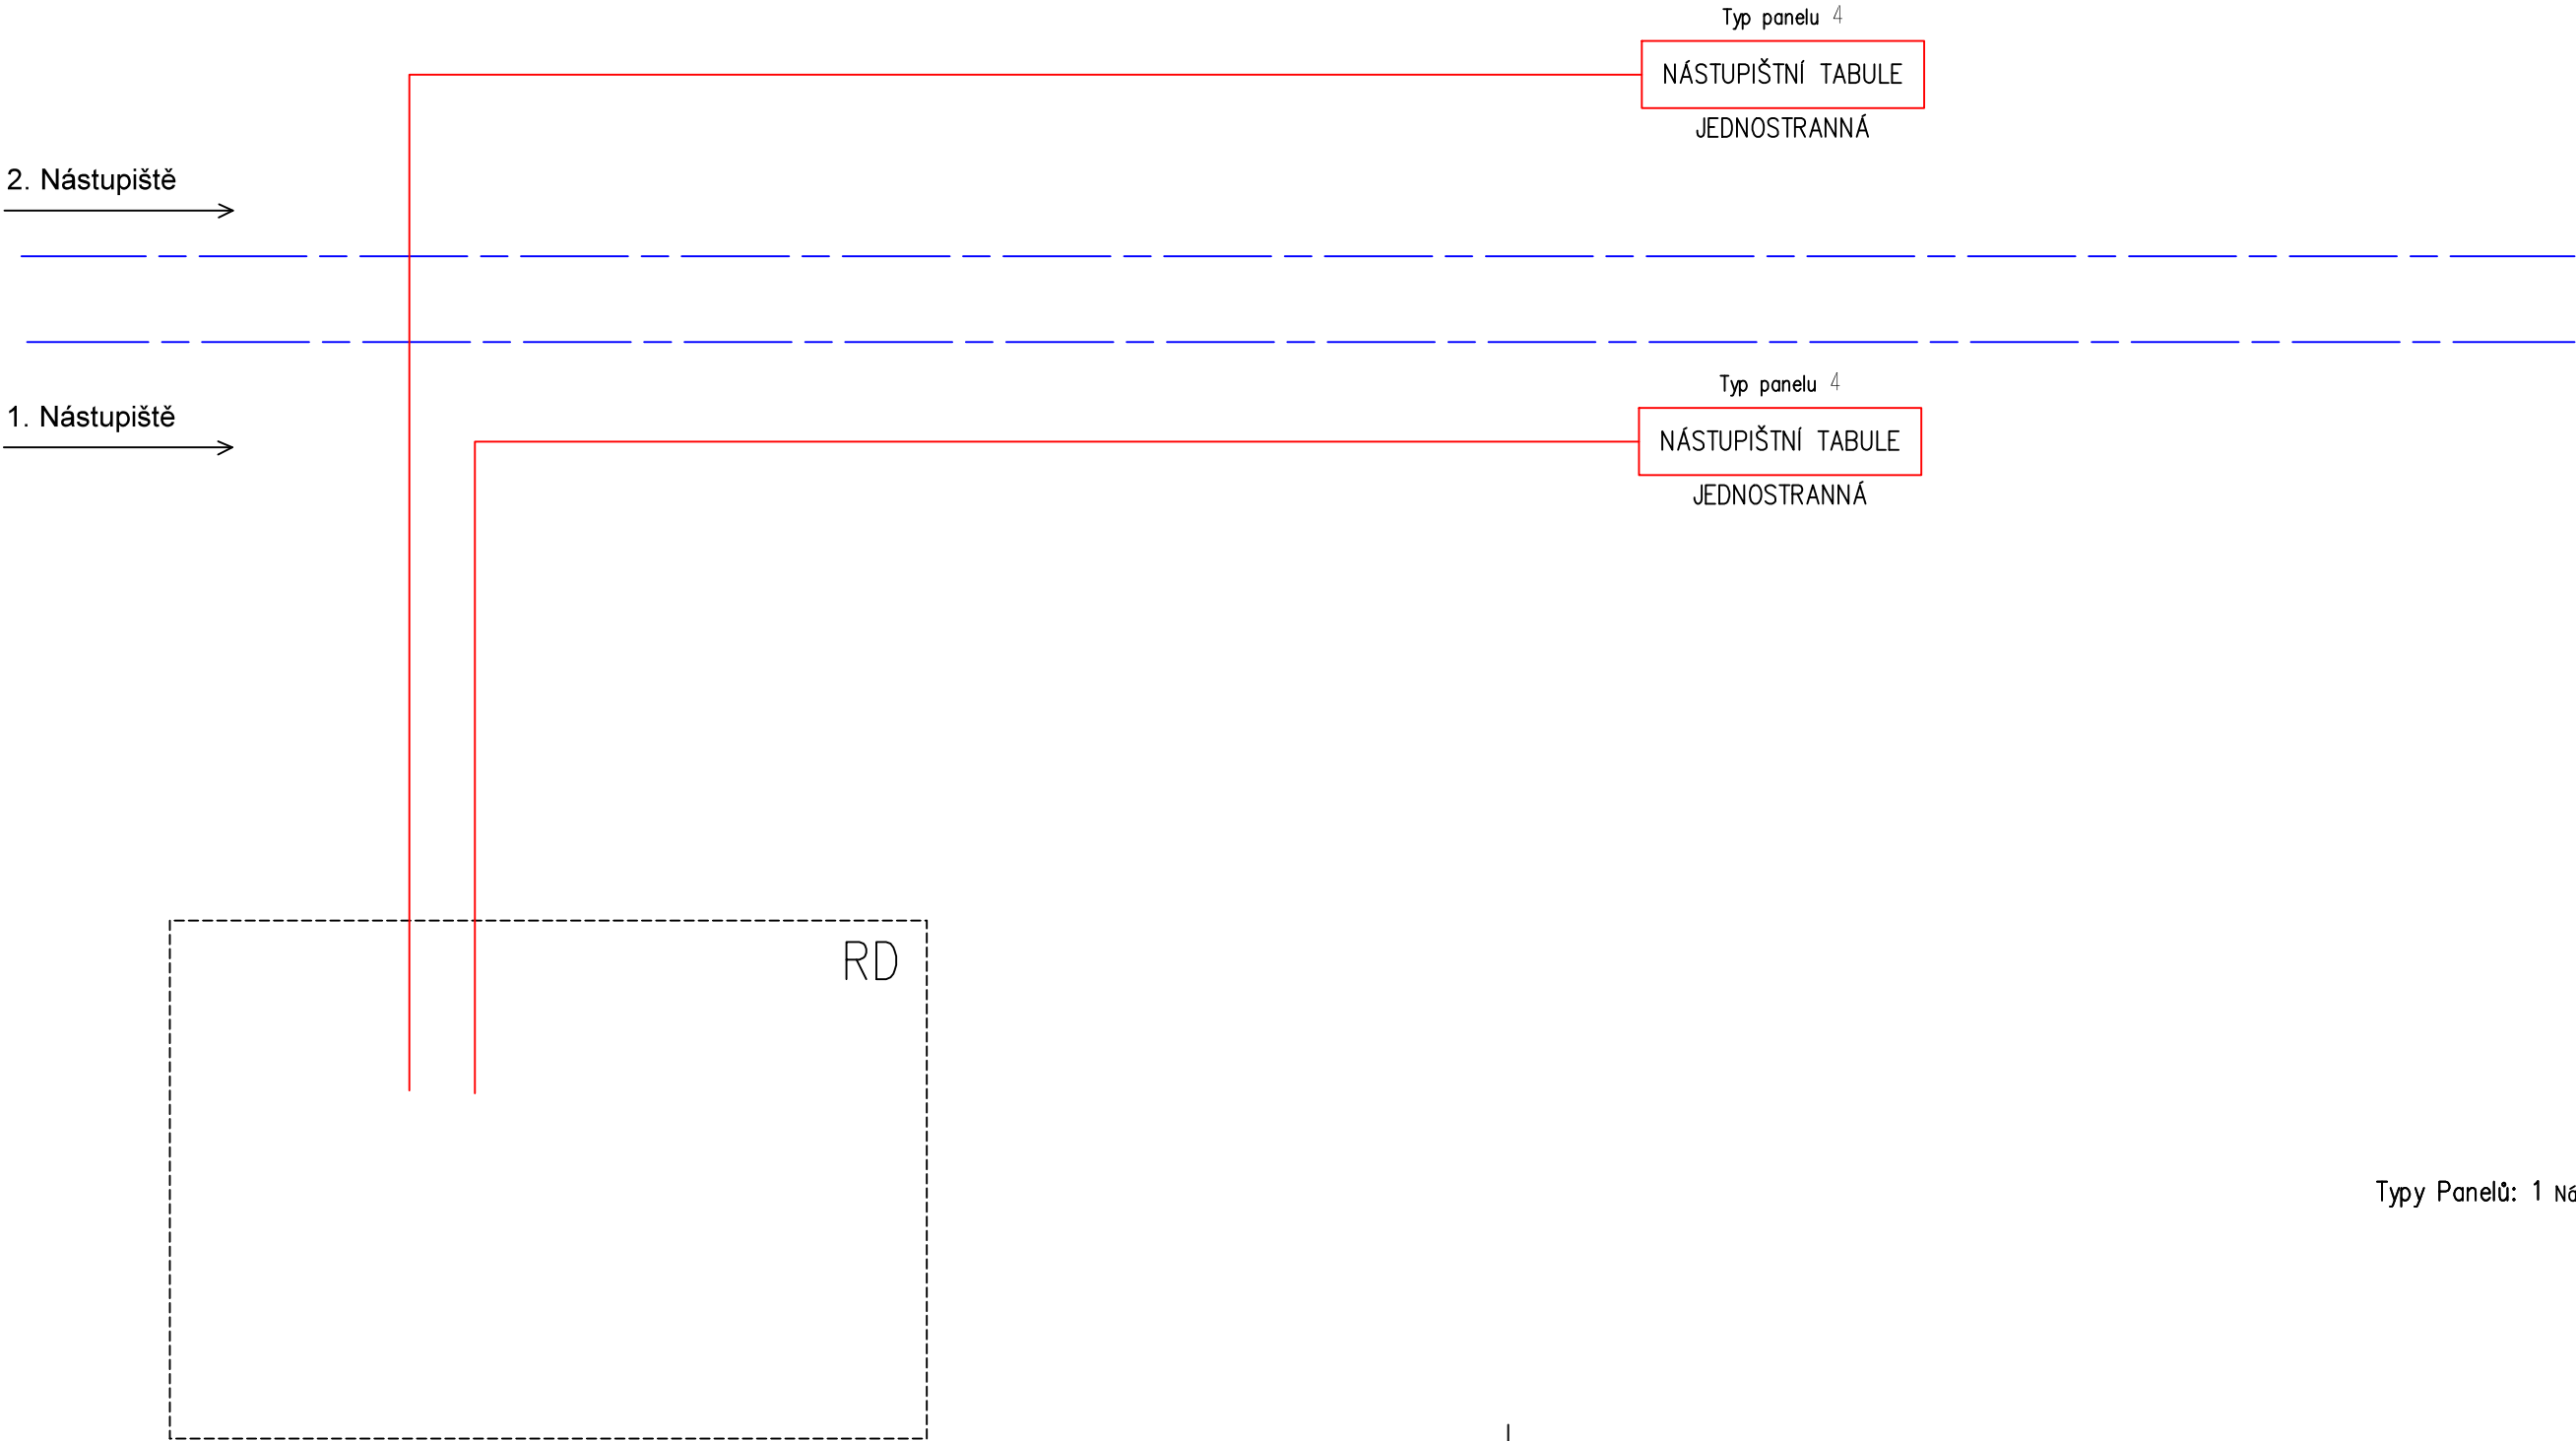 Typ panelu 4
NÁSTUPIŠTNÍ TABULE
JEDNOSTRANNÁ
2. Nástupiště
Typ panelu 4
1. Nástupiště
NÁSTUPIŠTNÍ TABULE
JEDNOSTRANNÁ
RD
Typy Panelů: 1